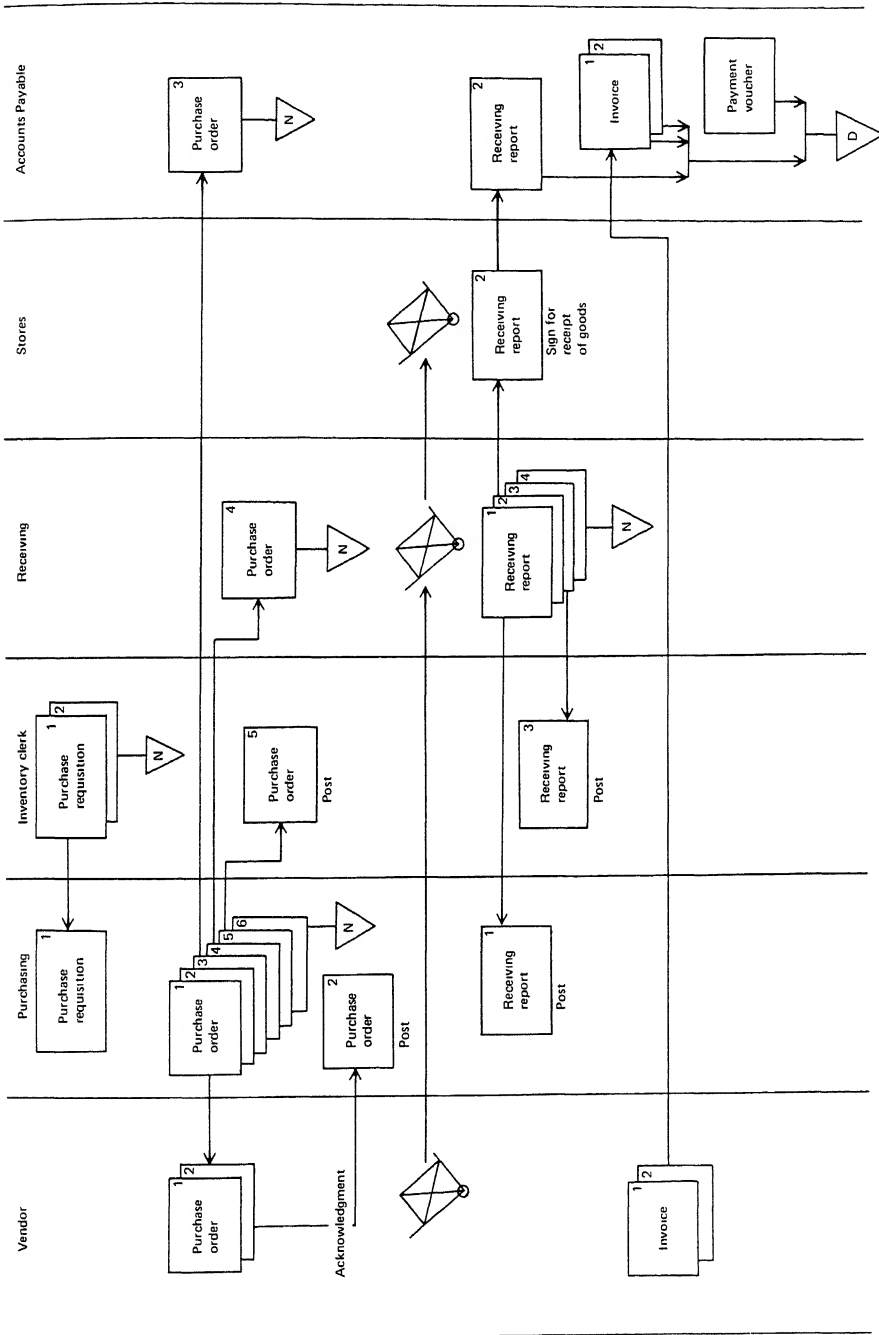 Vendor
1
2
Purchase
order
Acknowledgment
1
2
Invoice
Purchasing
1
Purchase
requisition
1
2
3
4
5
6
Purchase
order
N
2
Purchase
order
Post
1
Receiving
report
Post
Inventory clerk
1
2
Purchase
requisition
N
5
Purchase
order
Post
3
Receiving
report
Post
Receiving
4
Purchase
order
N
1
2
3
4
Receiving
report
N
Stores
2
Receiving
report
Sign for
receipt
of goods
Accounts Payable
3
Purchase
order
N
2
Receiving
report
1
2
Invoice
Payment
voucher
D